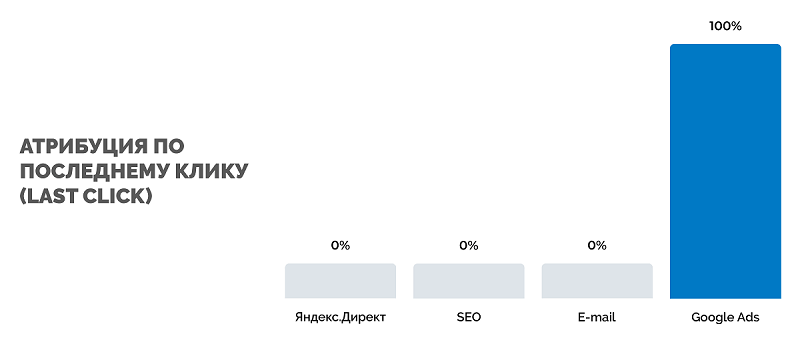 АТРИБУЦИЯ ПО
ПОСЛЕДНЕМУ КЛИКУ
(LAST CLICK)
0%
0%
0%
100%
Яндекс.Директ
SEO
E-mail
Google Ads